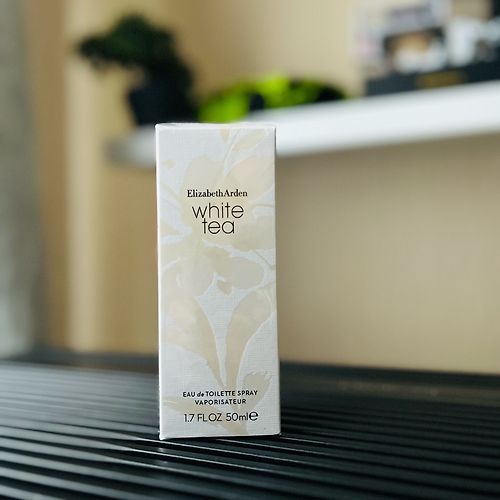 ElizabethArden
white
tea
EAU de TOILETTE SPRAY
VAPORISATEUR
1.7 FL OZ 50ml℮